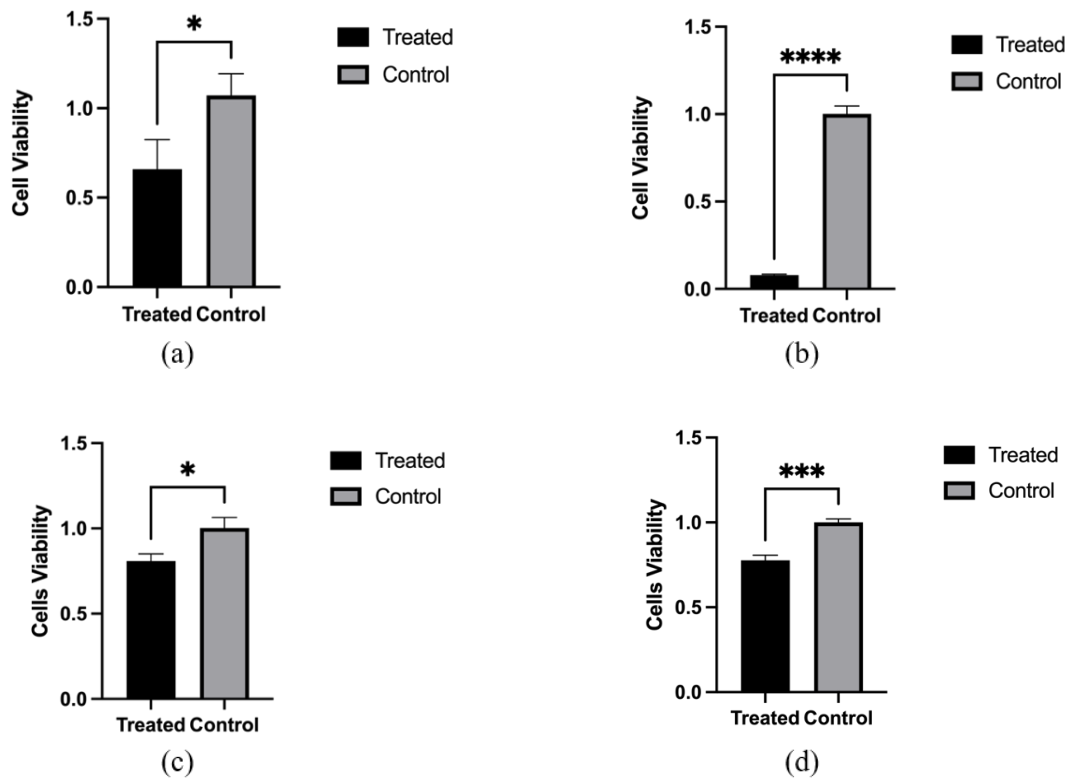 1.5
1.0
0.5
0.0
Cell Viability
*
Treated
Control
Treated Control
(a)
1.5
1.0
0.5
0.0
Cell Viability
****
Treated
Control
Treated Control
(b)
1.5
1.0
0.5
0.0
Cells Viability
*
Treated
Control
Treated Control
(c)
1.5
1.0
0.5
0.0
Cells Viability
***
Treated
Control
Treated Control
(d)